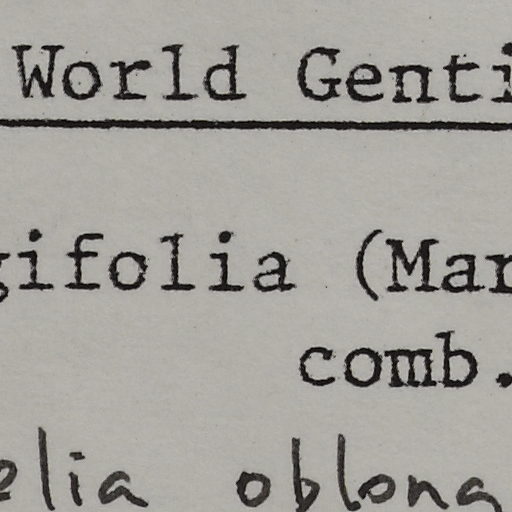 World Genti
gifolia (Mar
comb.
elia oblong